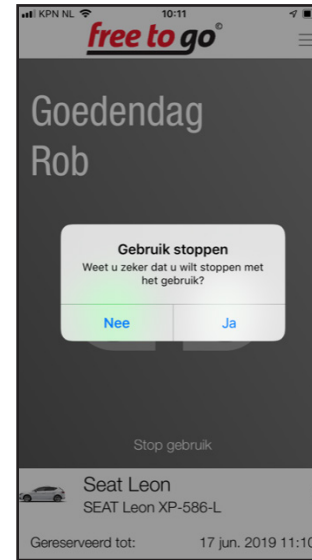 KPN NL 10:11
free to go©
Goedendag
Rob
Gebruik stoppen
Weet u zeker dat u wilt stoppen met
het gebruik?
Nee Ja
Stop gebruik
Seat Leon
SEAT Leon XP-586-L
Gereserveerd tot: 17 jun. 2019 11:10